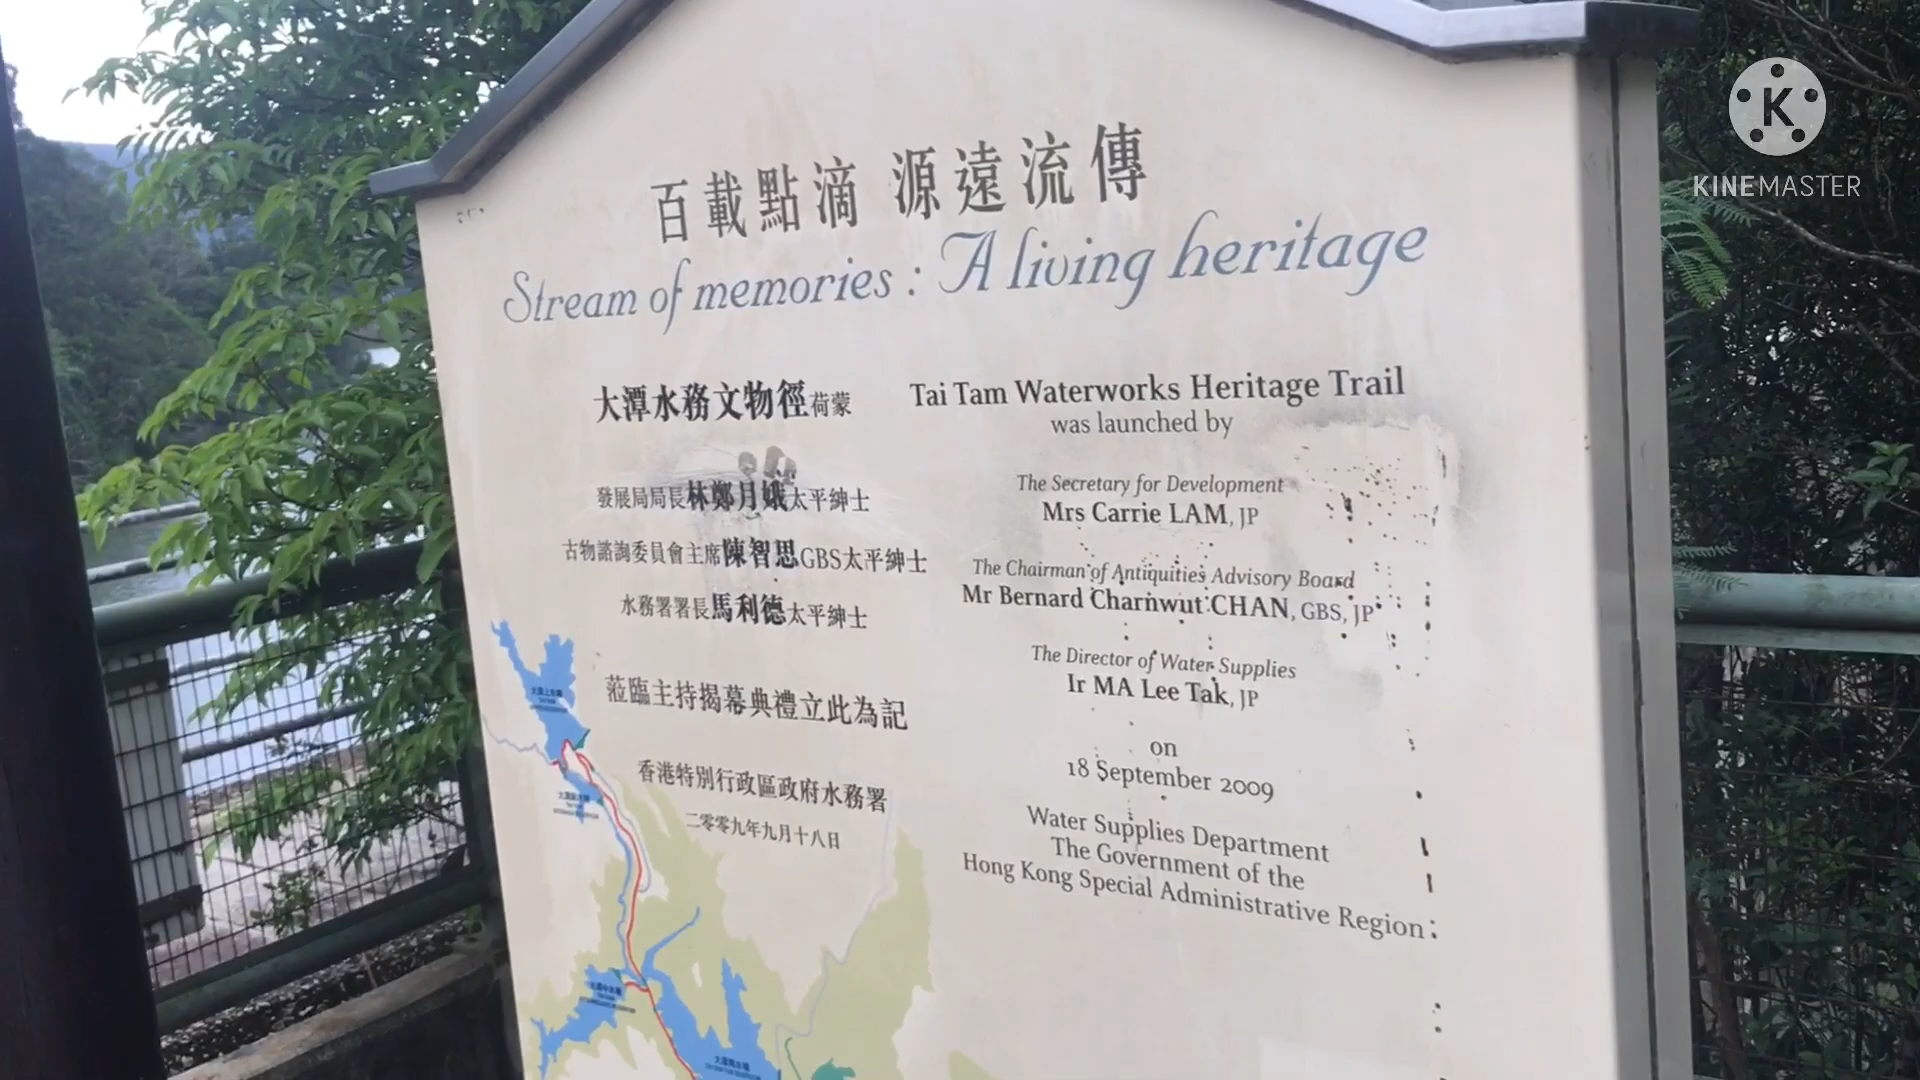 百載點滴 源遠流傳
Stream of memories : A living heritage
大潭水務文物徑荷蒙
發展局局長林鄭月娥太平紳士
古物諮詢委員會主席陳智思GBS太平紳士
水務署署長馬利德太平紳士
蒞臨主持揭幕典禮立此為記
香港特別行政區政府水務署
二零零九年九月十八日
Tai Tam Waterworks Heritage Trail
was launched by
The Secretary for Development
Mrs Carrie LAM, JP
The Chairman of Antiquities Advisory Board
Mr Bernard Charnwut CHAN, GBS, JP
The Director of Water Supplies
Ir MA Lee Tak, JP
on
18 September 2009
Water Supplies Department
The Government of the
Hong Kong Special Administrative Region
大潭上水塘
K
KINEMASTER